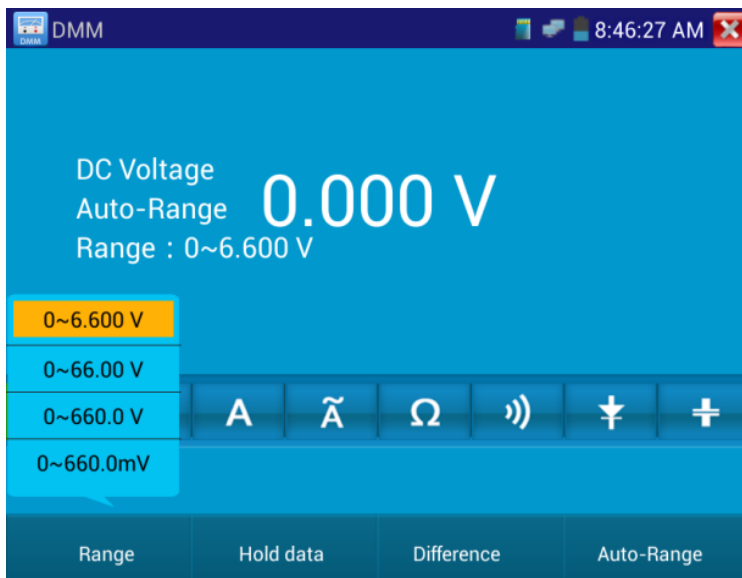 DMM
DMM
8:46:27 AM
DC Voltage
Auto-Range
0.000 V
Range : 0~6.600 V
0~6.600 V
0~66.00 V
0~660.0 V
0~660.0mV
A
Ã
Ω
Range
Hold data
Difference
Auto-Range